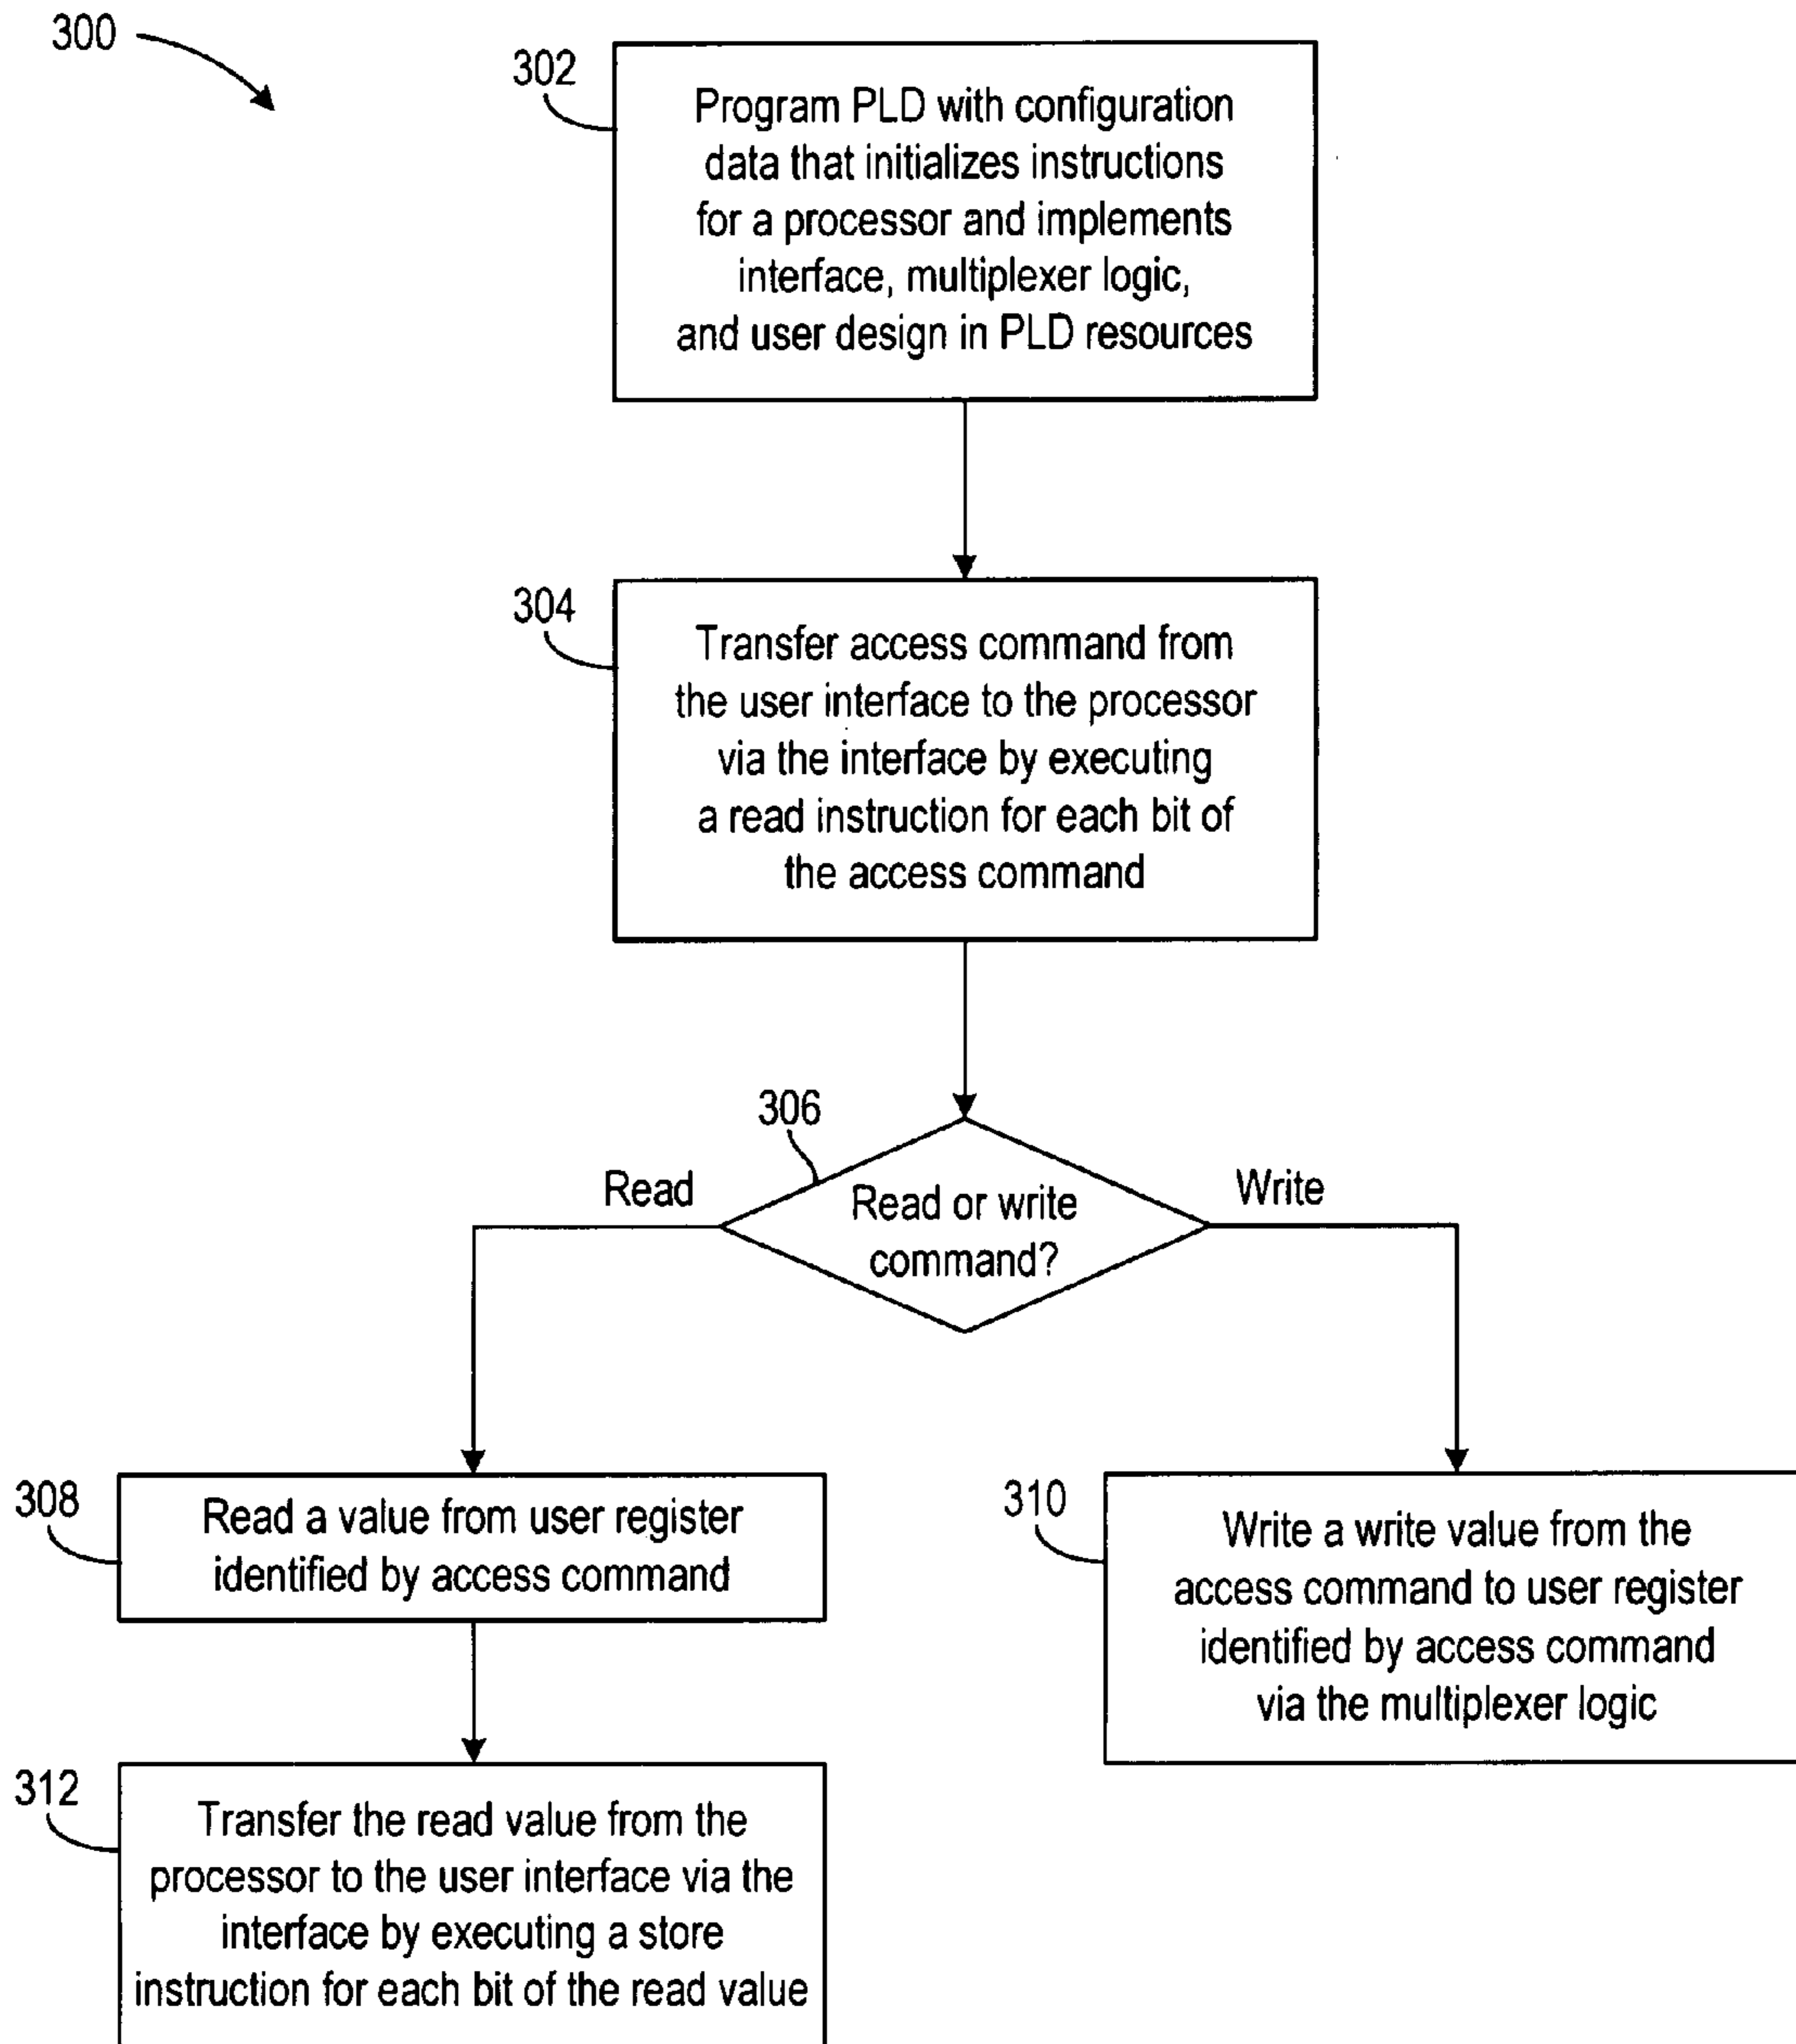 300
302
Program PLD with configuration
data that initializes instructions
for a processor and implements
interface, multiplexer logic,
and user design in PLD resources
304
Transfer access command from
the user interface to the processor
via the interface by executing
a read instruction for each bit of
the access command
306
Read
Read or write
command?
Write
308
Read a value from user register
identified by access command
310
Write a write value from the
access command to user register
identified by access command
via the multiplexer logic
312
Transfer the read value from the
processor to the user interface via the
interface by executing a store
instruction for each bit of the read value